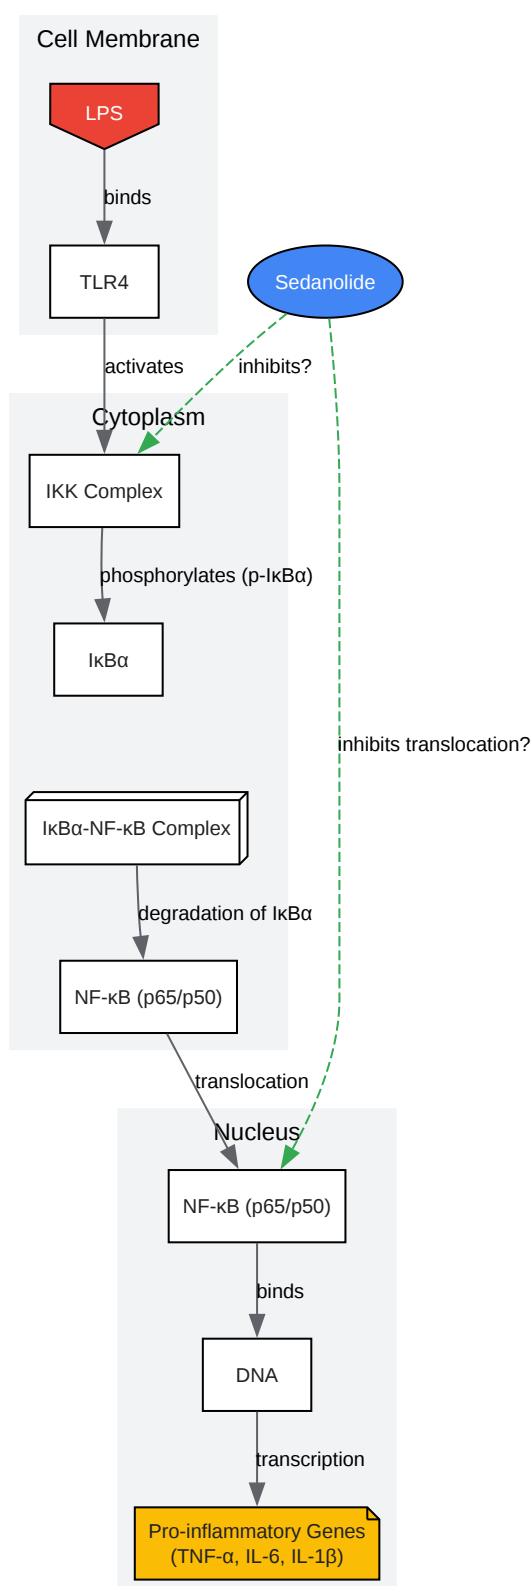 Cell Membrane
LPS
binds
TLR4
Sedanolide
activates
inhibits?
Cytoplasm
IKK Complex
phosphorylates (p-IκBα)
IκBα
inhibits translocation?
IκBα-NF-κB Complex
degradation of IκBα
NF-κB (p65/p50)
translocation
Nucleus
NF-κB (p65/p50)
binds
DNA
transcription
Pro-inflammatory Genes
(TNF-α, IL-6, IL-1β)